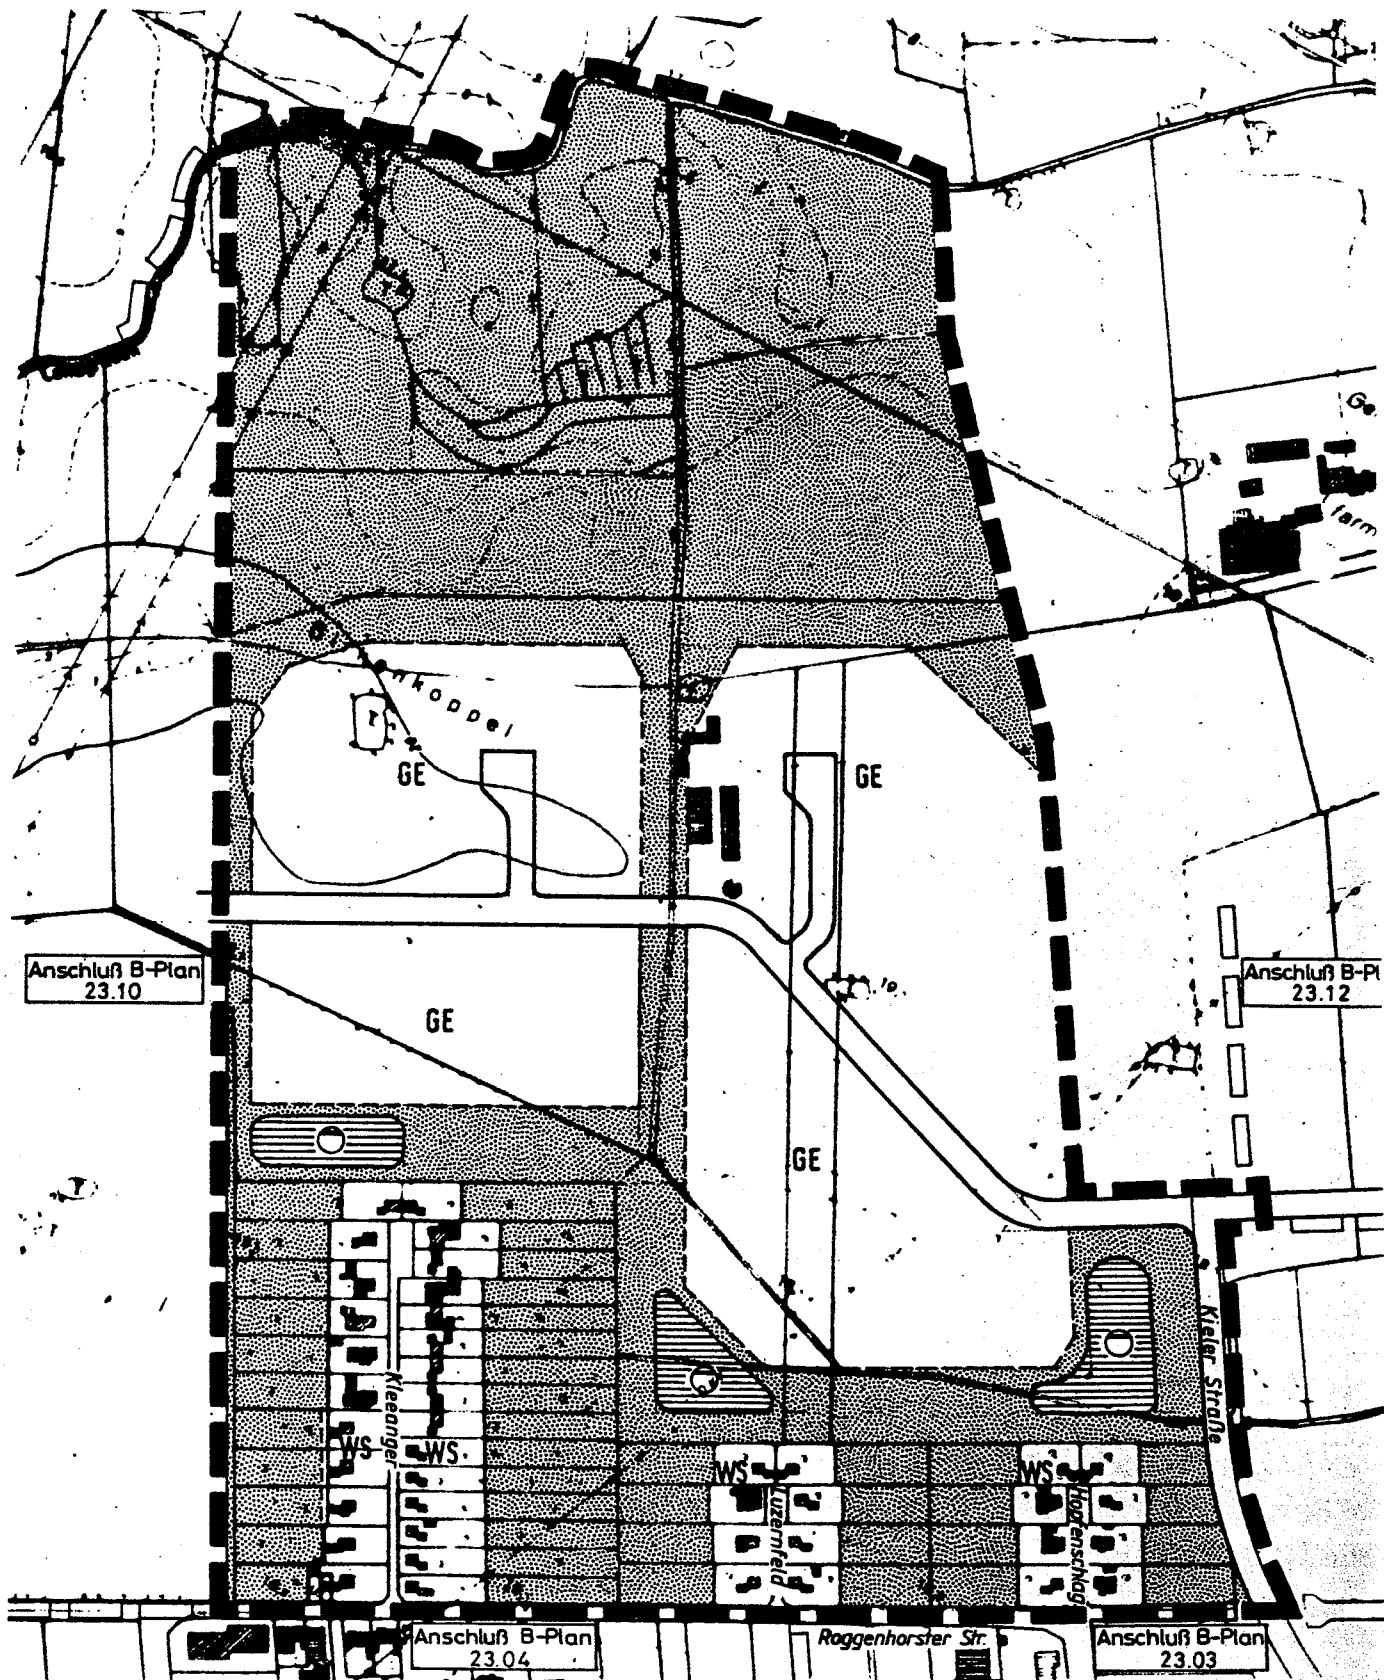 GE
GE
Anschluß B-Plan
23.10
Anschluß B-Pl
23.12
GE
GE
Kieler Straße
Kleeanger
WS
WS
WS
WS
Luzernfeld
Hopfenschlag
Anschluß B-Plan
23.04
Roggenhorster Str.
Anschluß B-Plan
23.03